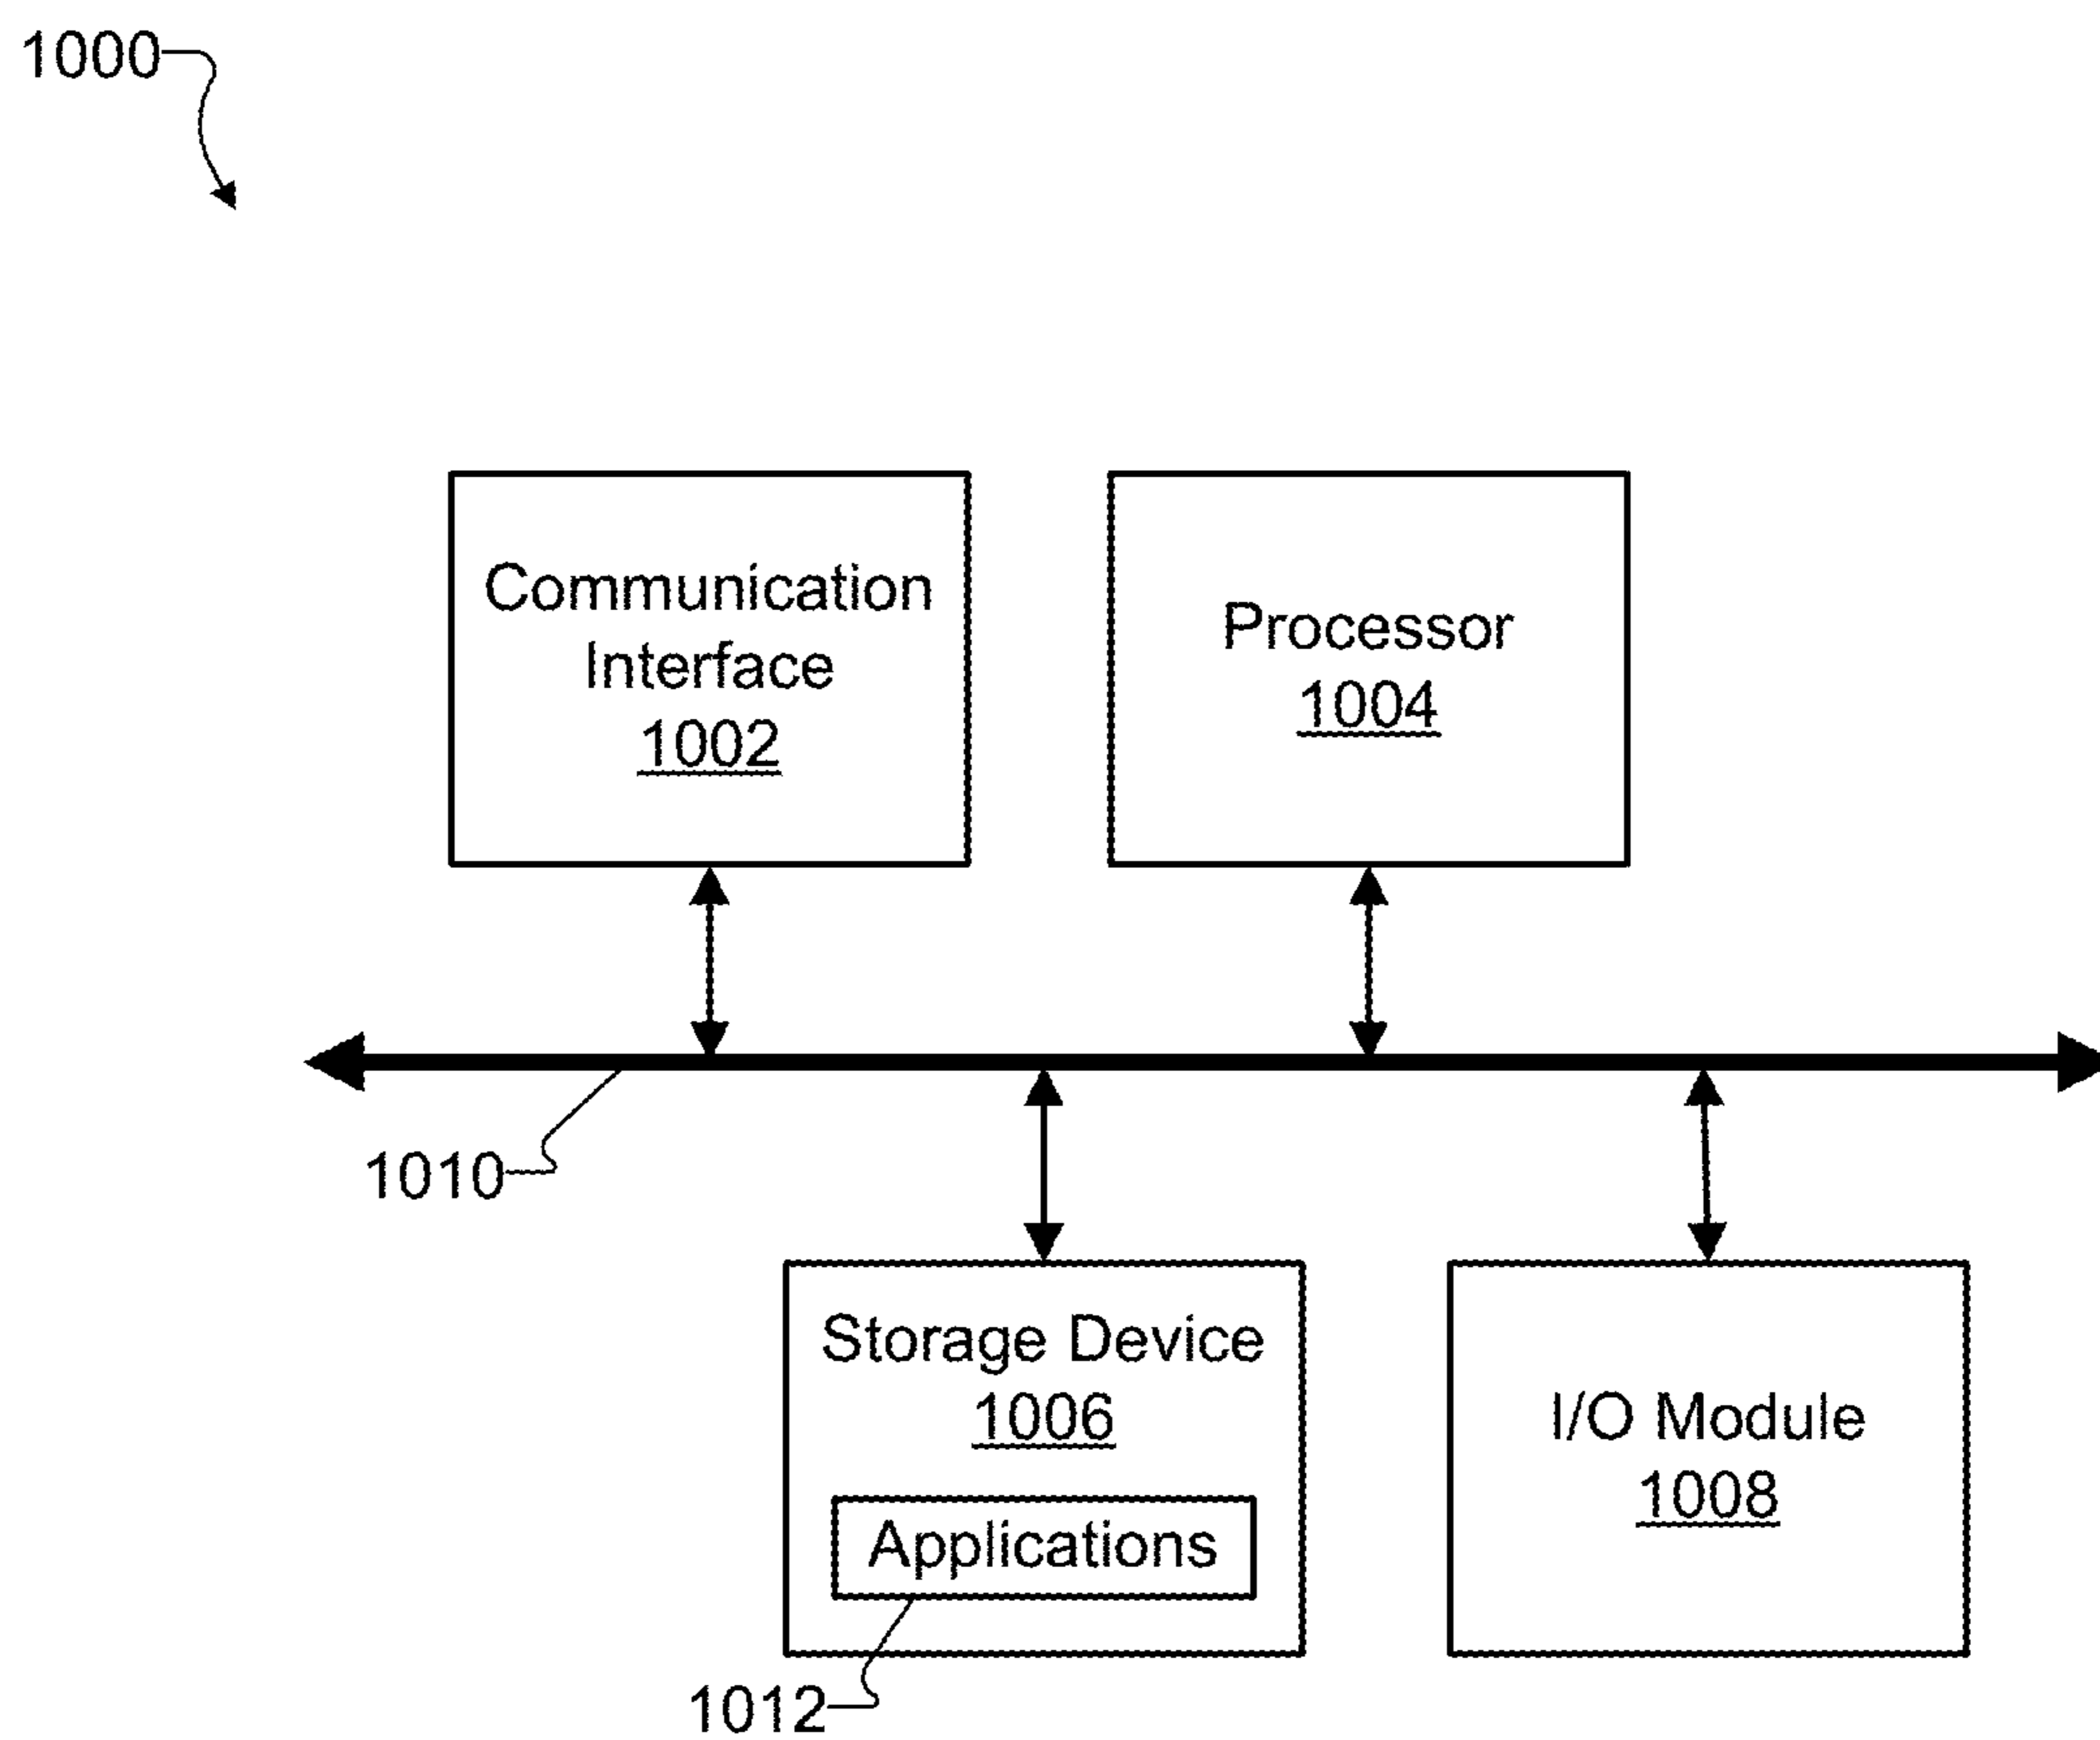 1000
Communication
Interface
1002
Processor
1004
1010
Storage Device
1006
Applications
1012
I/O Module
1008